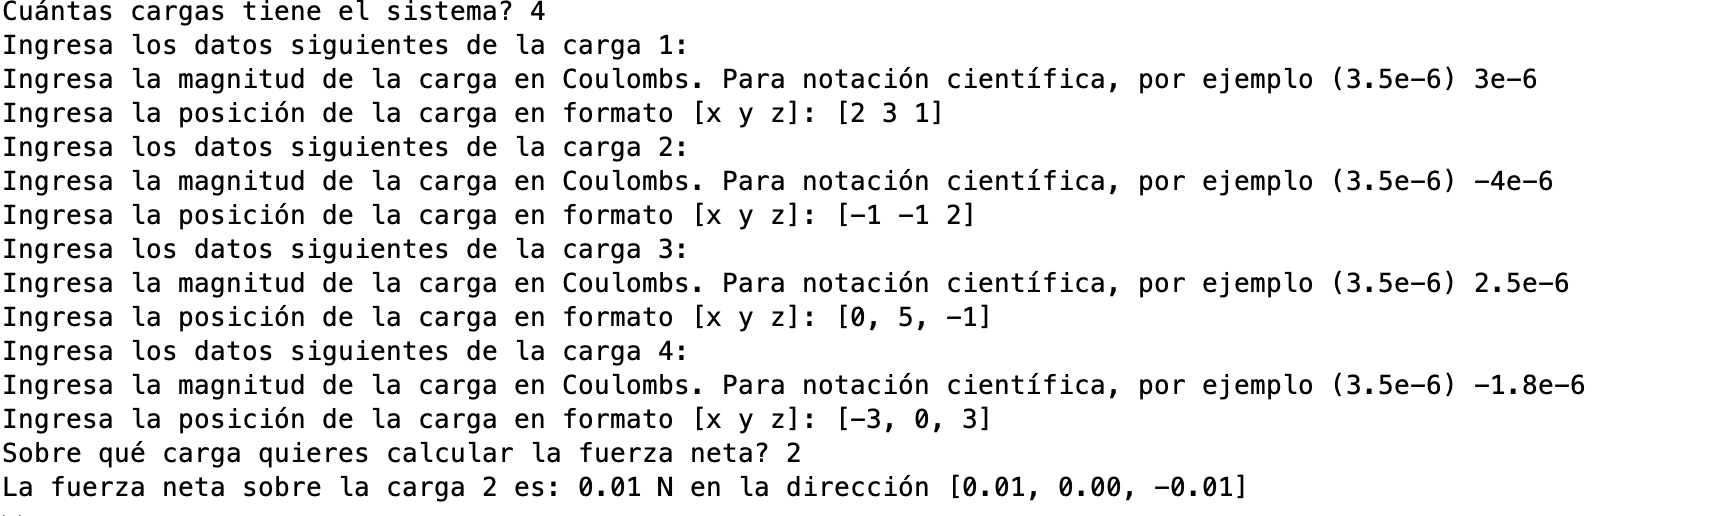 Cuántas cargas tiene el sistema? 4
Ingresa los datos siguientes de la carga 1:
Ingresa la magnitud de la carga en Coulombs. Para notación científica, por ejemplo (3.5e-6) 3e-6
Ingresa la posición de la carga en formato [x y z]: [2 3 1]
Ingresa los datos siguientes de la carga 2:
Ingresa la magnitud de la carga en Coulombs. Para notación científica, por ejemplo (3.5e-6) -4e-6
Ingresa la posición de la carga en formato [x y z]: [-1 -1 2]
Ingresa los datos siguientes de la carga 3:
Ingresa la magnitud de la carga en Coulombs. Para notación científica, por ejemplo (3.5e-6) 2.5e-6
Ingresa la posición de la carga en formato [x y z]: [0, 5, -1]
Ingresa los datos siguientes de la carga 4:
Ingresa la magnitud de la carga en Coulombs. Para notación científica, por ejemplo (3.5e-6) -1.8e-6
Ingresa la posición de la carga en formato [x y z]: [-3, 0, 3]
Sobre qué carga quieres calcular la fuerza neta? 2
La fuerza neta sobre la carga 2 es: 0.01 N en la dirección [0.01, 0.00, -0.01]